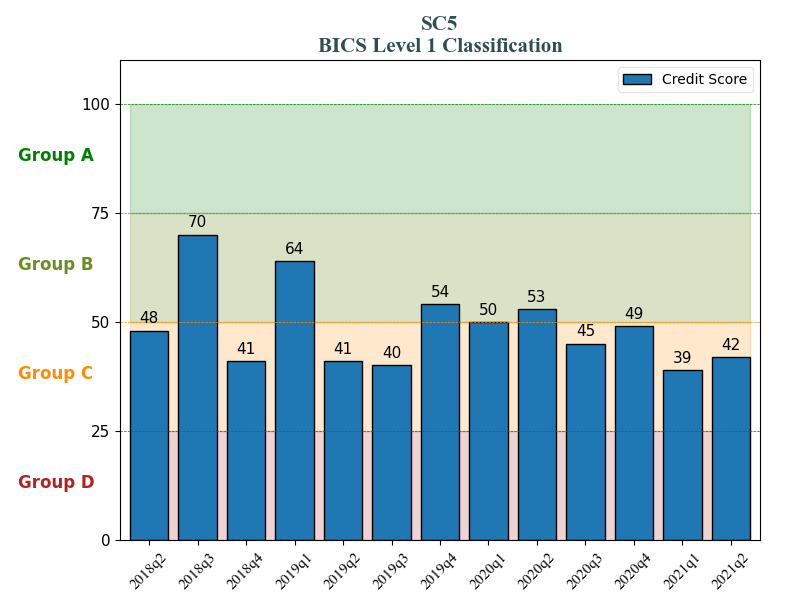 SC5
BICS Level 1 Classification
Credit Score
100
Group A
75
70
64
Group B
54
53
50
50
49
48
45
42
41
41
40
39
Group C
25
Group D
0
2018q2 2018q3 2018q4 2019q1 2019q2 2019q3 2019q4 2020q1 2020q2 2020q3 2020q4 2021q1 2021q2